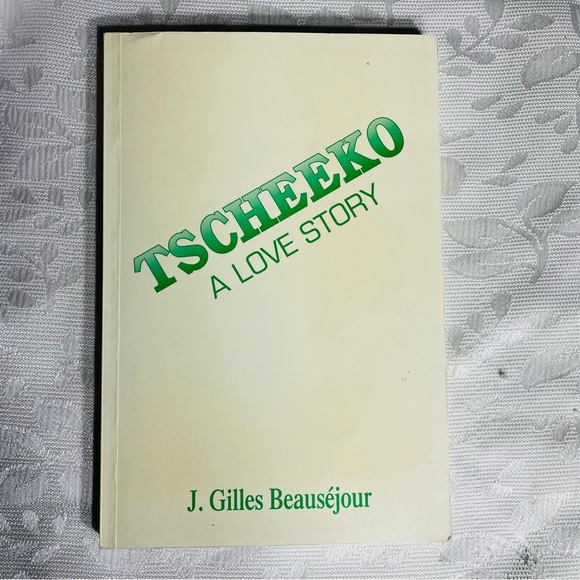 TSCHEEKO
A LOVE STORY
J. Gilles Beauséjour